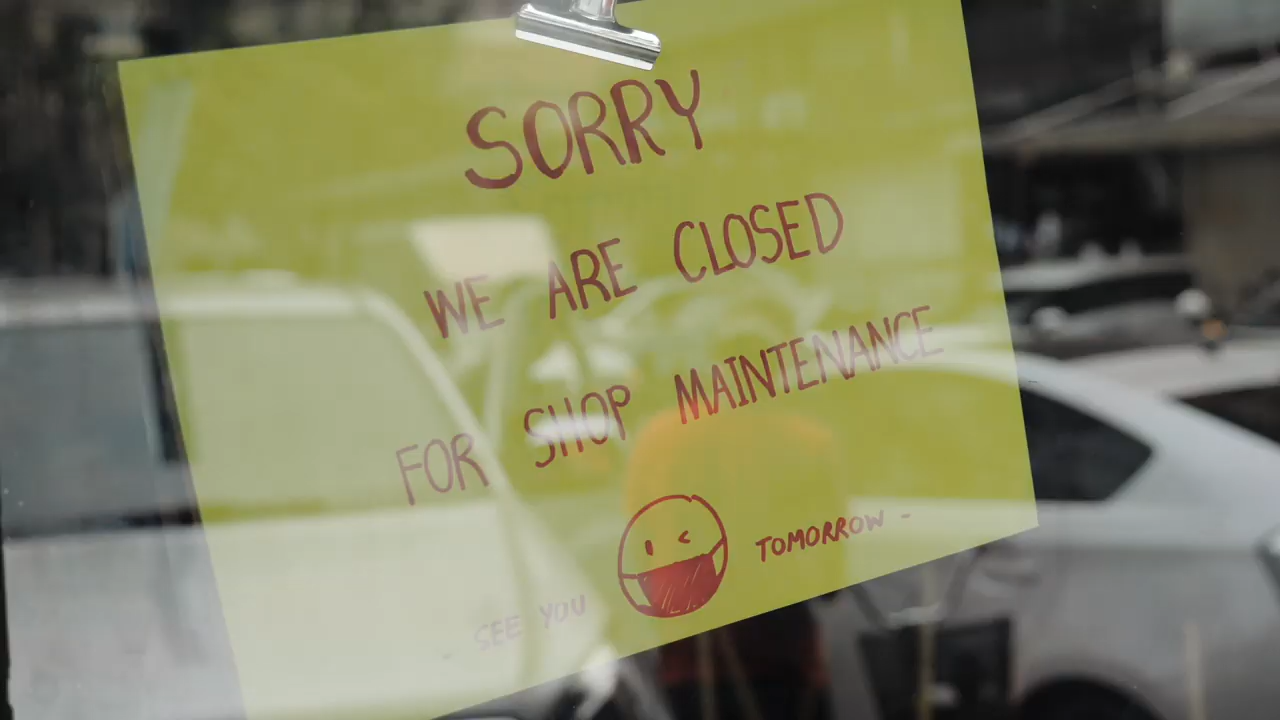 SORRY
WE ARE CLOSED
FOR SHOP MAINTENANCE
- SEE YOU TOMORROW -